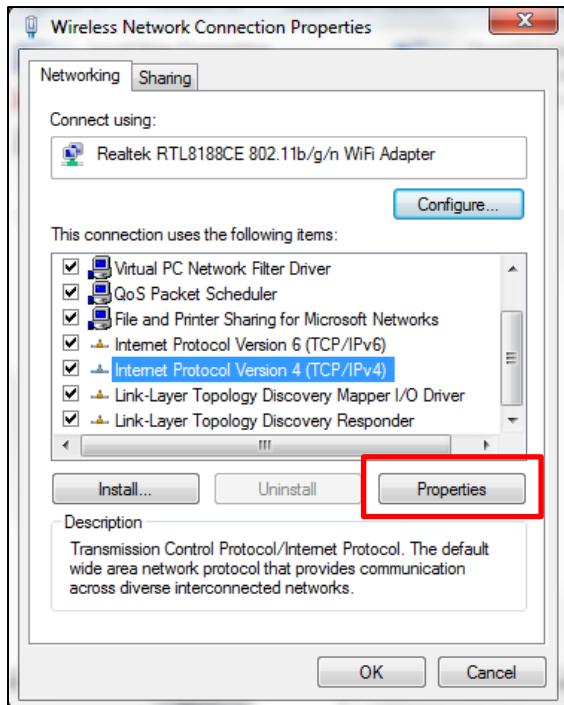 Wireless Network Connection Properties
Networking
Sharing
Connect using:
Realtek RTL8188CE 802.11b/g/n WiFi Adapter
Configure...
This connection uses the following items:
Virtual PC Network Filter Driver
QoS Packet Scheduler
File and Printer Sharing for Microsoft Networks
Internet Protocol Version 6 (TCP/IPv6)
Internet Protocol Version 4 (TCP/IPv4)
Link-Layer Topology Discovery Mapper I/O Driver
Link-Layer Topology Discovery Responder
Install...
Uninstall
Properties
Description
Transmission Control Protocol/Internet Protocol. The default
wide area network protocol that provides communication
across diverse interconnected networks.
OK
Cancel